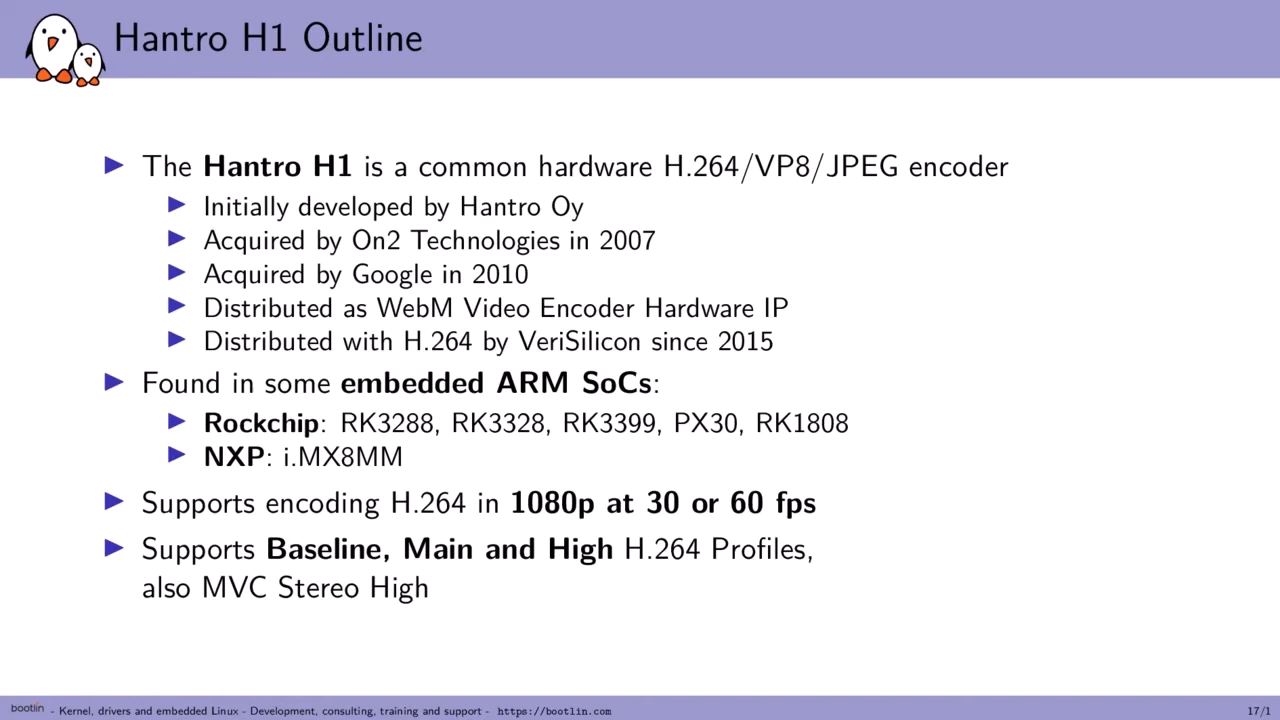 Hantro H1 Outline
The Hantro H1 is a common hardware H.264/VP8/JPEG encoder
Initially developed by Hantro Oy
Acquired by On2 Technologies in 2007
Acquired by Google in 2010
Distributed as WebM Video Encoder Hardware IP
Distributed with H.264 by VeriSilicon since 2015
Found in some embedded ARM SoCs:
Rockchip: RK3288, RK3328, RK3399, PX30, RK1808
NXP: i.MX8MM
Supports encoding H.264 in 1080p at 30 or 60 fps
Supports Baseline, Main and High H.264 Profiles,
also MVC Stereo High
bootlin - Kernel, drivers and embedded Linux - Development, consulting, training and support - https://bootlin.com 17/1